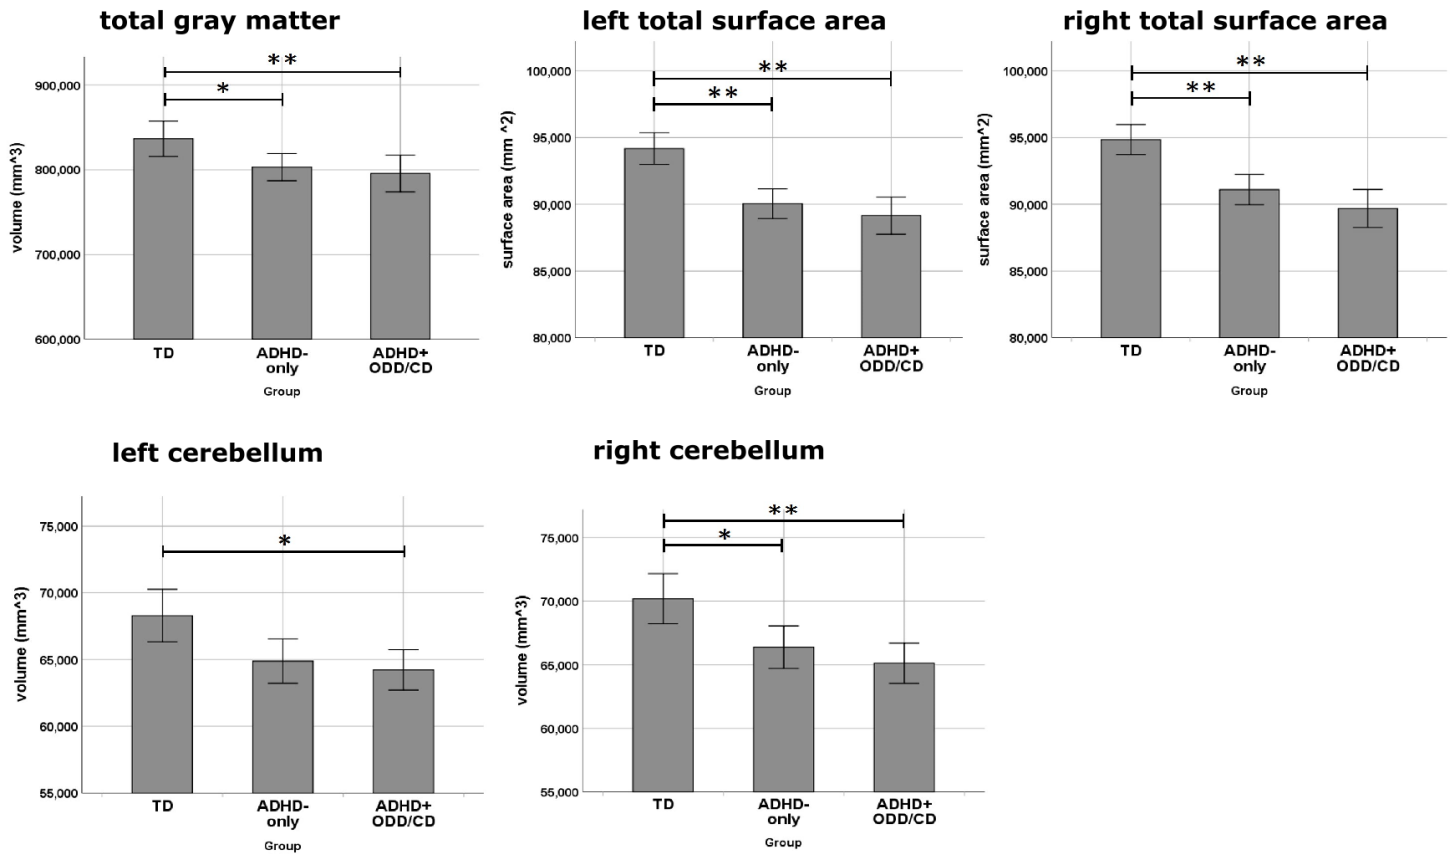 total gray matter
**
*
900,000
800,000
700,000
600,000
volume (mm^3)
TD
ADHD-
only
ADHD+
ODD/CD
Group
left total surface area
**
**
100,000
95,000
90,000
85,000
80,000
surface area (mm ^2)
TD
ADHD-
only
ADHD+
ODD/CD
Group
right total surface area
**
**
100,000
95,000
90,000
85,000
80,000
surface area (mm^2)
TD
ADHD-
only
ADHD+
ODD/CD
Group
left cerebellum
*
75,000
70,000
65,000
60,000
55,000
volume (mm^3)
TD
ADHD-
only
ADHD+
ODD/CD
Group
right cerebellum
**
*
75,000
70,000
65,000
60,000
55,000
volume (mm^3)
TD
ADHD-
only
ADHD+
ODD/CD
Group